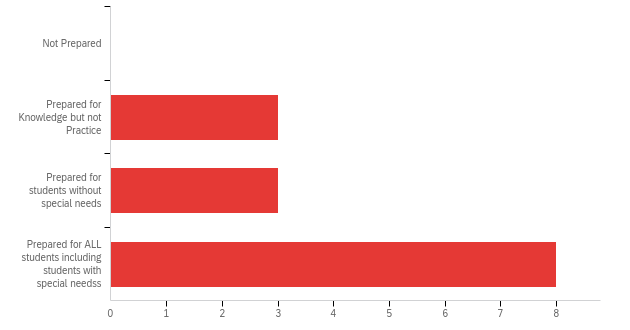 Not Prepared
Prepared for
Knowledge but not
Practice
Prepared for
students without
special needs
Prepared for ALL
students including
students with
special needss
0 1 2 3 4 5 6 7 8